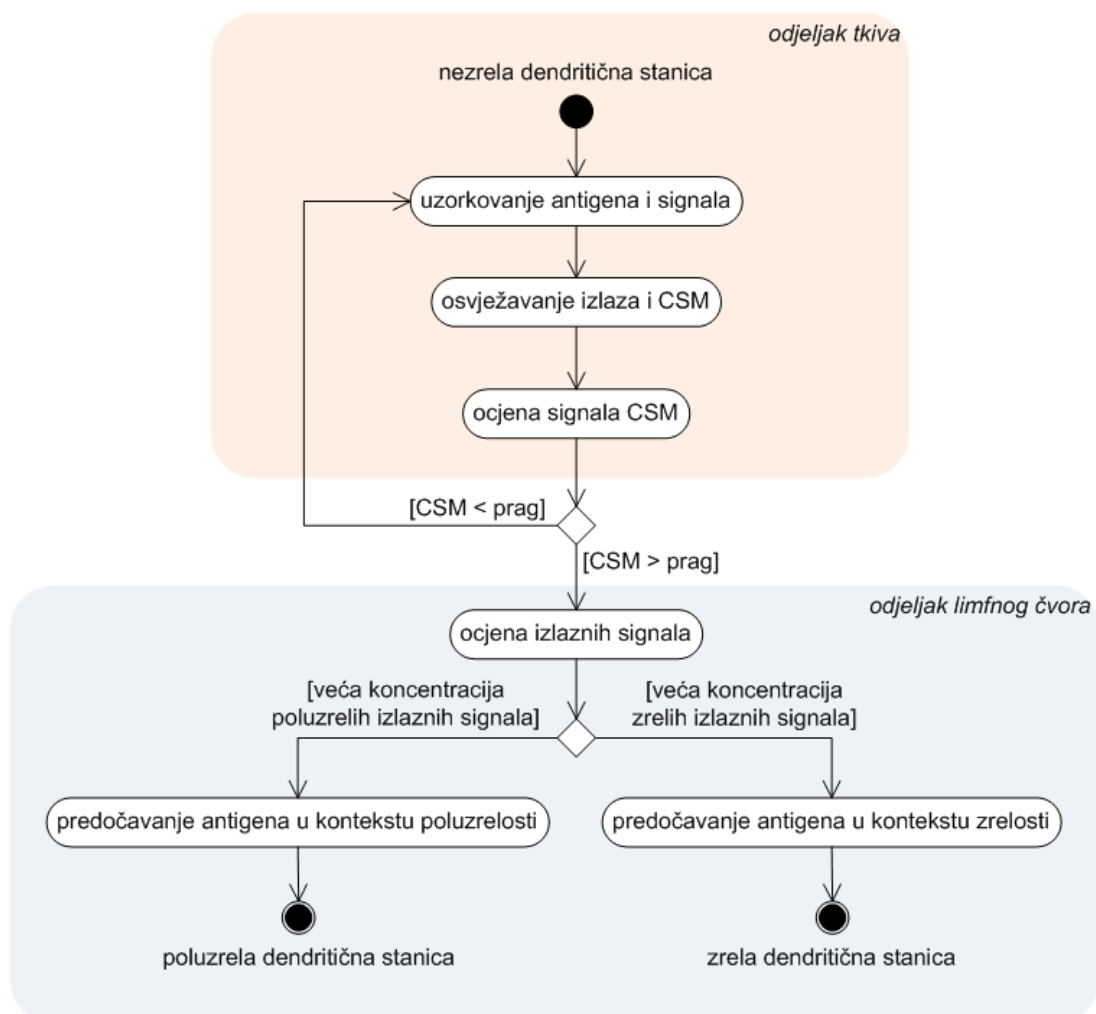 odjeljak tkiva
nezrela dendritična stanica
uzorkovanje antigena i signala
osvježavanje izlaza i CSM
ocjena signala CSM
[CSM < prag]
[CSM > prag]
odjeljak limfnog čvora
ocjena izlaznih signala
[veća koncentracija
poluzrelih izlaznih signala]
[veća koncentracija
zrelih izlaznih signala]
predočavanje antigena u kontekstu poluzrelosti
predočavanje antigena u kontekstu zrelosti
poluzrela dendritična stanica
zrela dendritična stanica